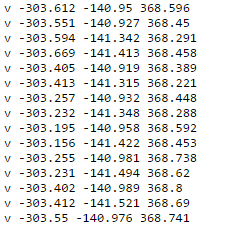 v -303.612 -140.95 368.596
v -303.551 -140.927 368.45
v -303.594 -141.342 368.291
v -303.669 -141.413 368.458
v -303.405 -140.919 368.389
v -303.413 -141.315 368.221
v -303.257 -140.932 368.448
v -303.232 -141.348 368.288
v -303.195 -140.958 368.592
v -303.156 -141.422 368.453
v -303.255 -140.981 368.738
v -303.231 -141.494 368.62
v -303.402 -140.989 368.8
v -303.412 -141.521 368.69
v -303.55 -140.976 368.741